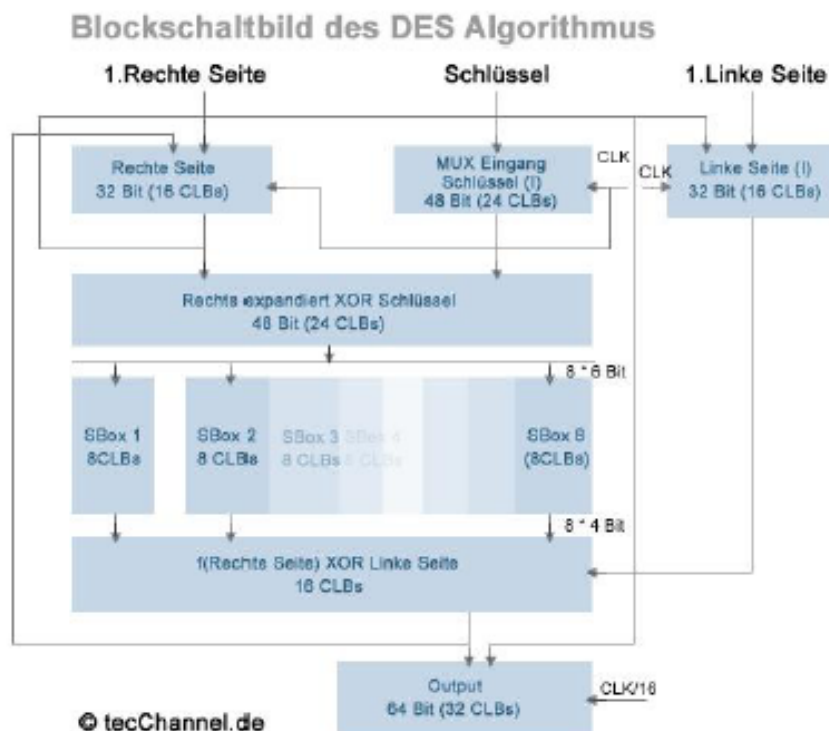 Blockschaltbild des DES Algorithmus
1.Rechte Seite
Schlüssel
1.Linke Seite
Rechte Seite
32 Bit (16 CLBs)
MUX Eingang
Schlüssel (I)
48 Bit (24 CLBs)
CLK
CLK
Linke Seite (I)
32 Bit (16 CLBs)
Rechts expandiert XOR Schlüssel
48 Bit (24 CLBs)
8 * 6 Bit
SBox 1
8CLBs
SBox 2
8 CLBs
SBox 3
8 CLBs
SBox 4
8 CLBs
SBox 8
(8CLBs)
8 * 4 Bit
f(Rechte Seite) XOR Linke Seite
16 CLBs
Output
64 Bit (32 CLBs)
CLK/16
© tecChannel.de